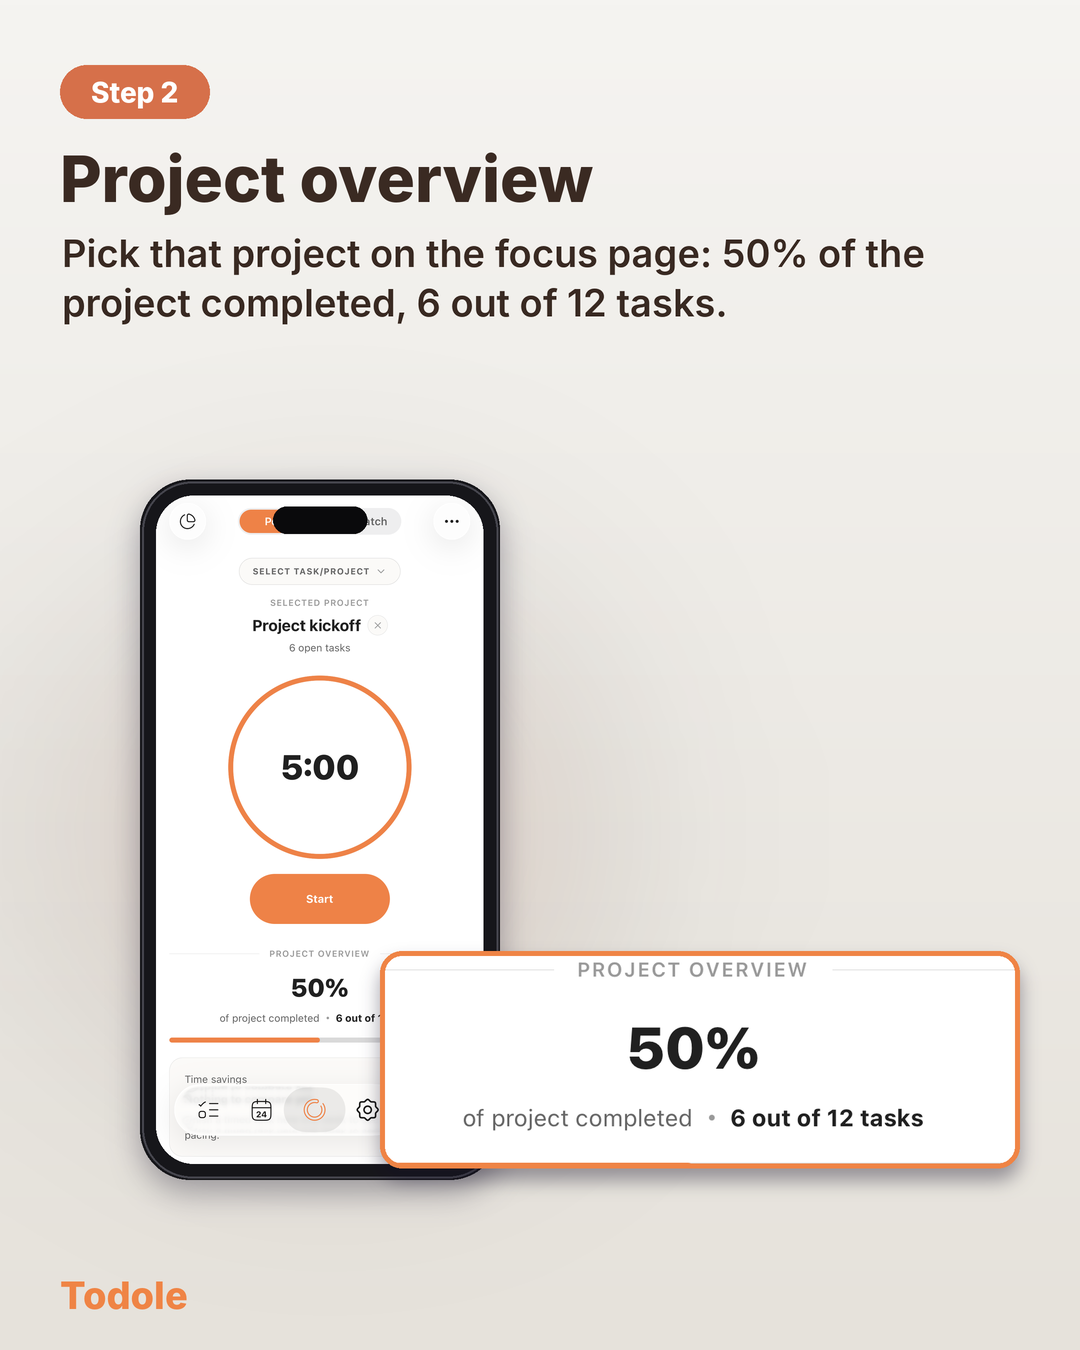 Step 2
Project overview
Pick that project on the focus page: 50% of the
project completed, 6 out of 12 tasks.
SELECT TASK/PROJECT
SELECTED PROJECT
Project kickoff
6 open tasks
5:00
Start
PROJECT OVERVIEW
50%
of project completed • 6 out of
Time savings
24
pacing.
PROJECT OVERVIEW
50%
of project completed • 6 out of 12 tasks
Todole